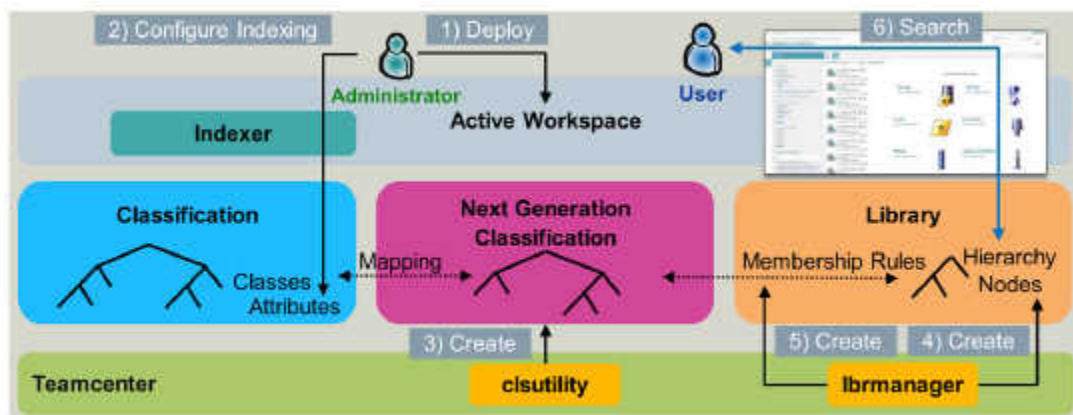 2) Configure Indexing
1) Deploy
6) Search
Administrator
User
Indexer
Active Workspace
Classification
Next Generation
Classification
Library
Mapping
Classes
Attributes
Membership Rules
Hierarchy
Nodes
3) Create
5) Create
4) Create
Teamcenter
clsutility
lbrmanager